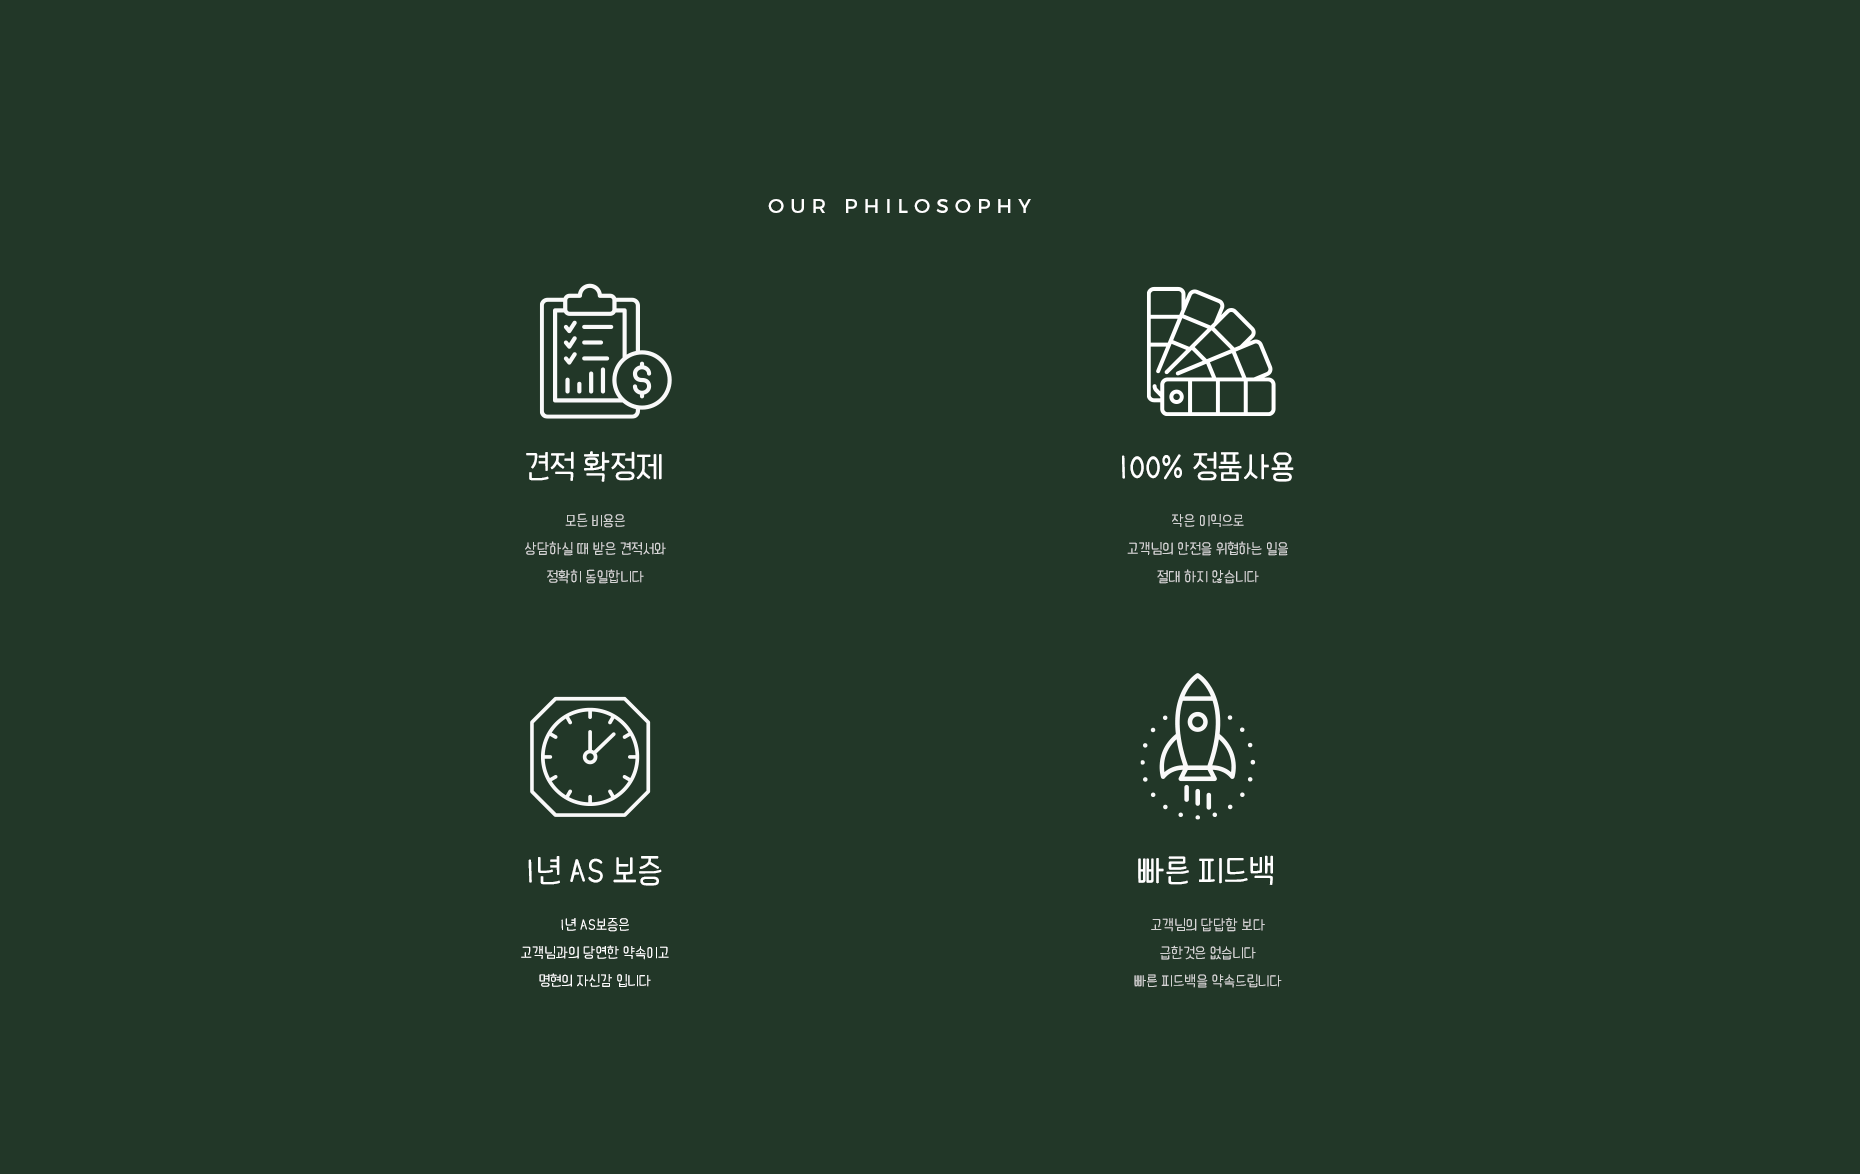 OUR PHILOSOPHY
견적 확정제
모든 비용은
상담하실 때 받은 견적서와
정확히 동일합니다
100% 정품사용
작은 이익으로
고객님의 안전을 위협하는 일을
절대 하지 않습니다
1년 AS 보증
1년 AS보증은
고객님과의 당연한 약속이고
명현의 자신감 입니다
빠른 피드백
고객님의 답답함 보다
급한것은 없습니다
빠른 피드백을 약속드립니다